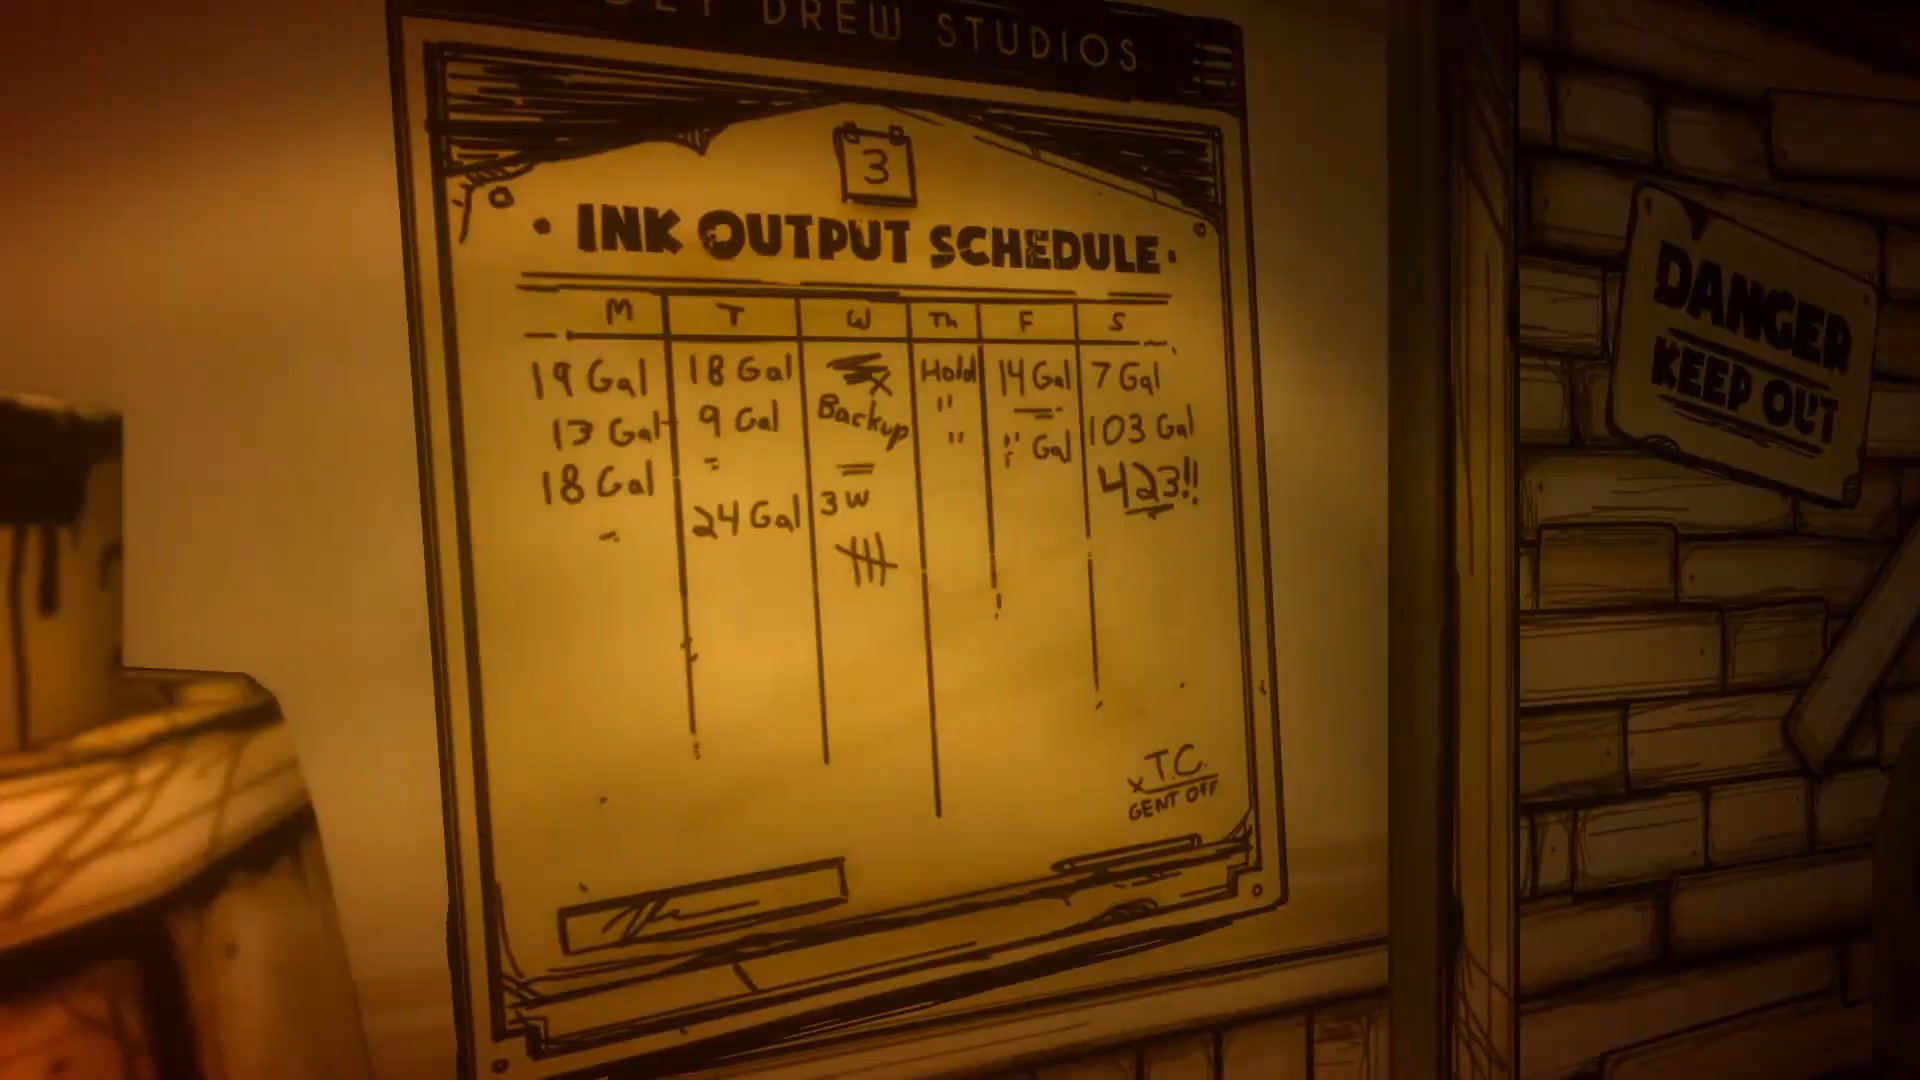 DREW STUDIOS
3
INK OUTPUT SCHEDULE
M T W Th F S
19 Gal 18 Gal x Hold 14 Gal 7 Gal
13 Gal 9 Gal Backup " 103 Gal
18 Gal " Gal 423!!
24 Gal 3 W
x T.C.
GENT OFF
DANGER
KEEP OUT